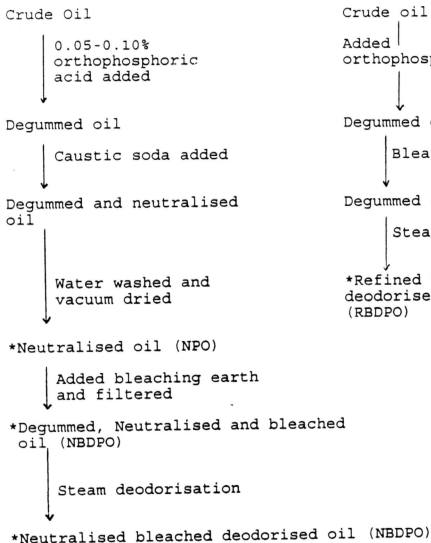 Crude Oil
0.05-0.10%
orthophosphoric
acid added
Degummed oil
Caustic soda added
Degummed and neutralised
oil
Water washed and
vacuum dried
*Neutralised oil (NPO)
Added bleaching earth
and filtered
*Degummed, Neutralised and bleached
oil (NBDPO)
Steam deodorisation
*Neutralised bleached deodorised oil (NBDPO)
Crude oil
Added
orthophosp
Degummed
Blea
Degummed
Stea
*Refined
deodorise
(RBDPO)